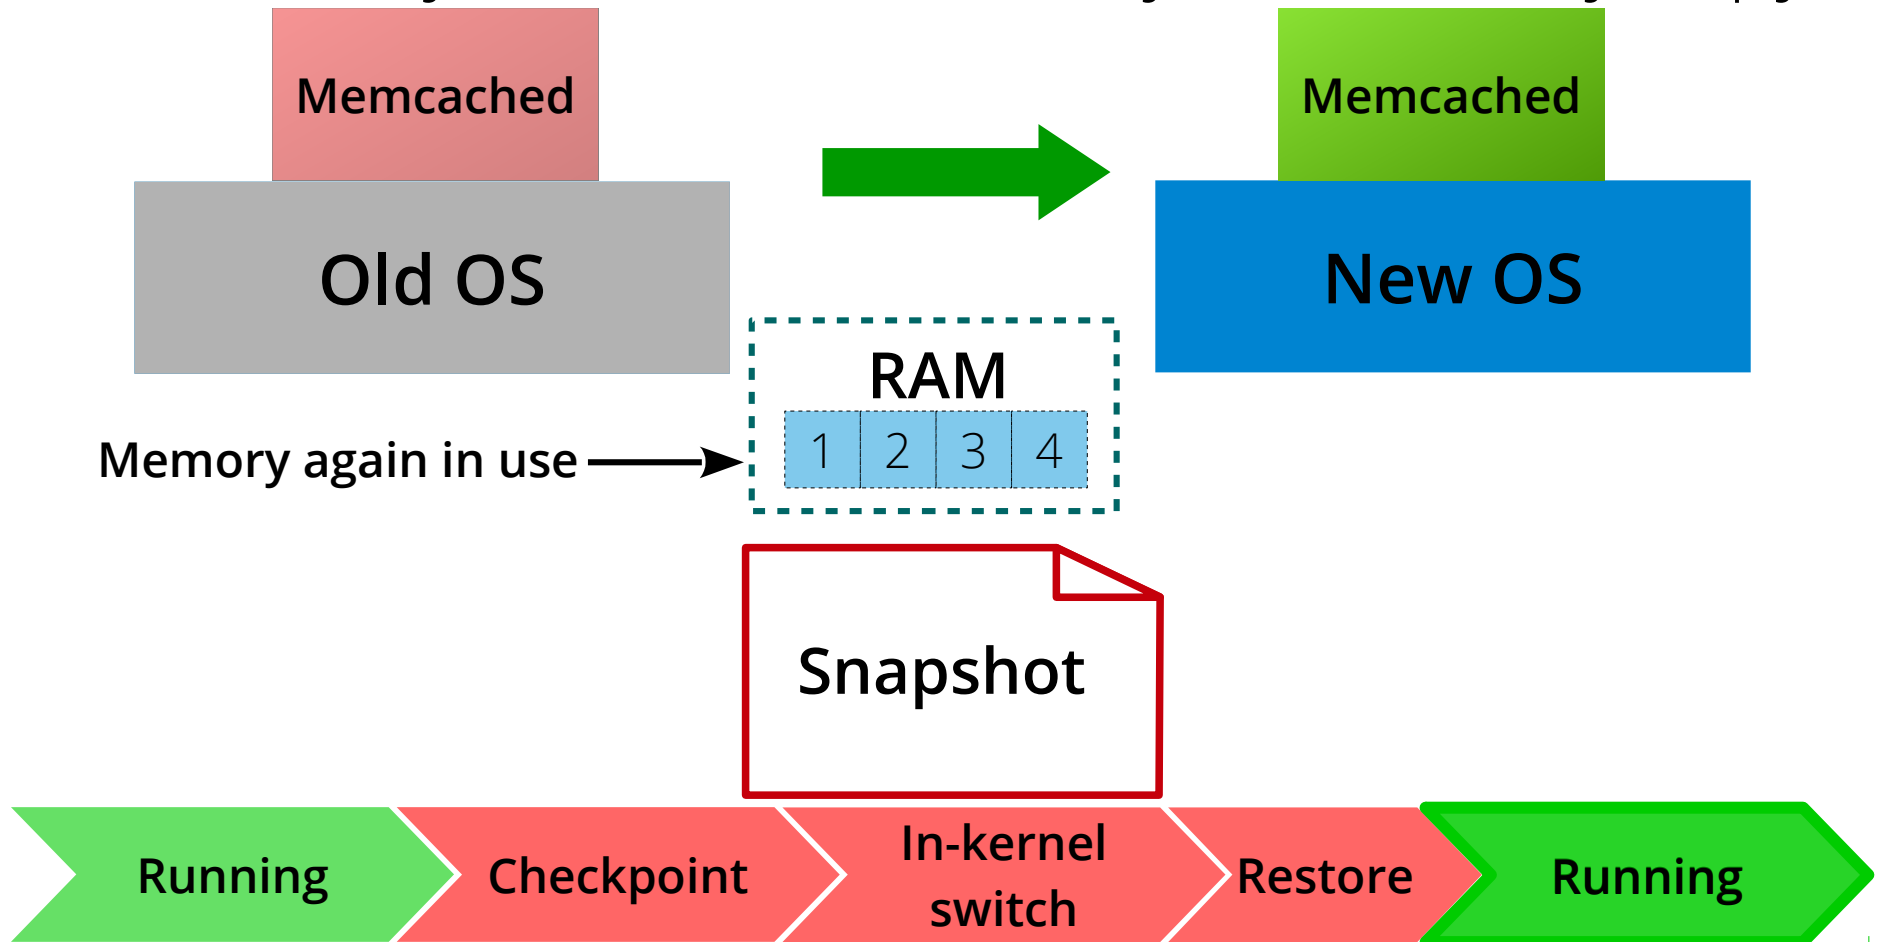 Memcached
Memcached
Old OS
New OS
RAM
1 2 3 4
Memory again in use
Snapshot
Running
Checkpoint
In-kernel
switch
Restore
Running